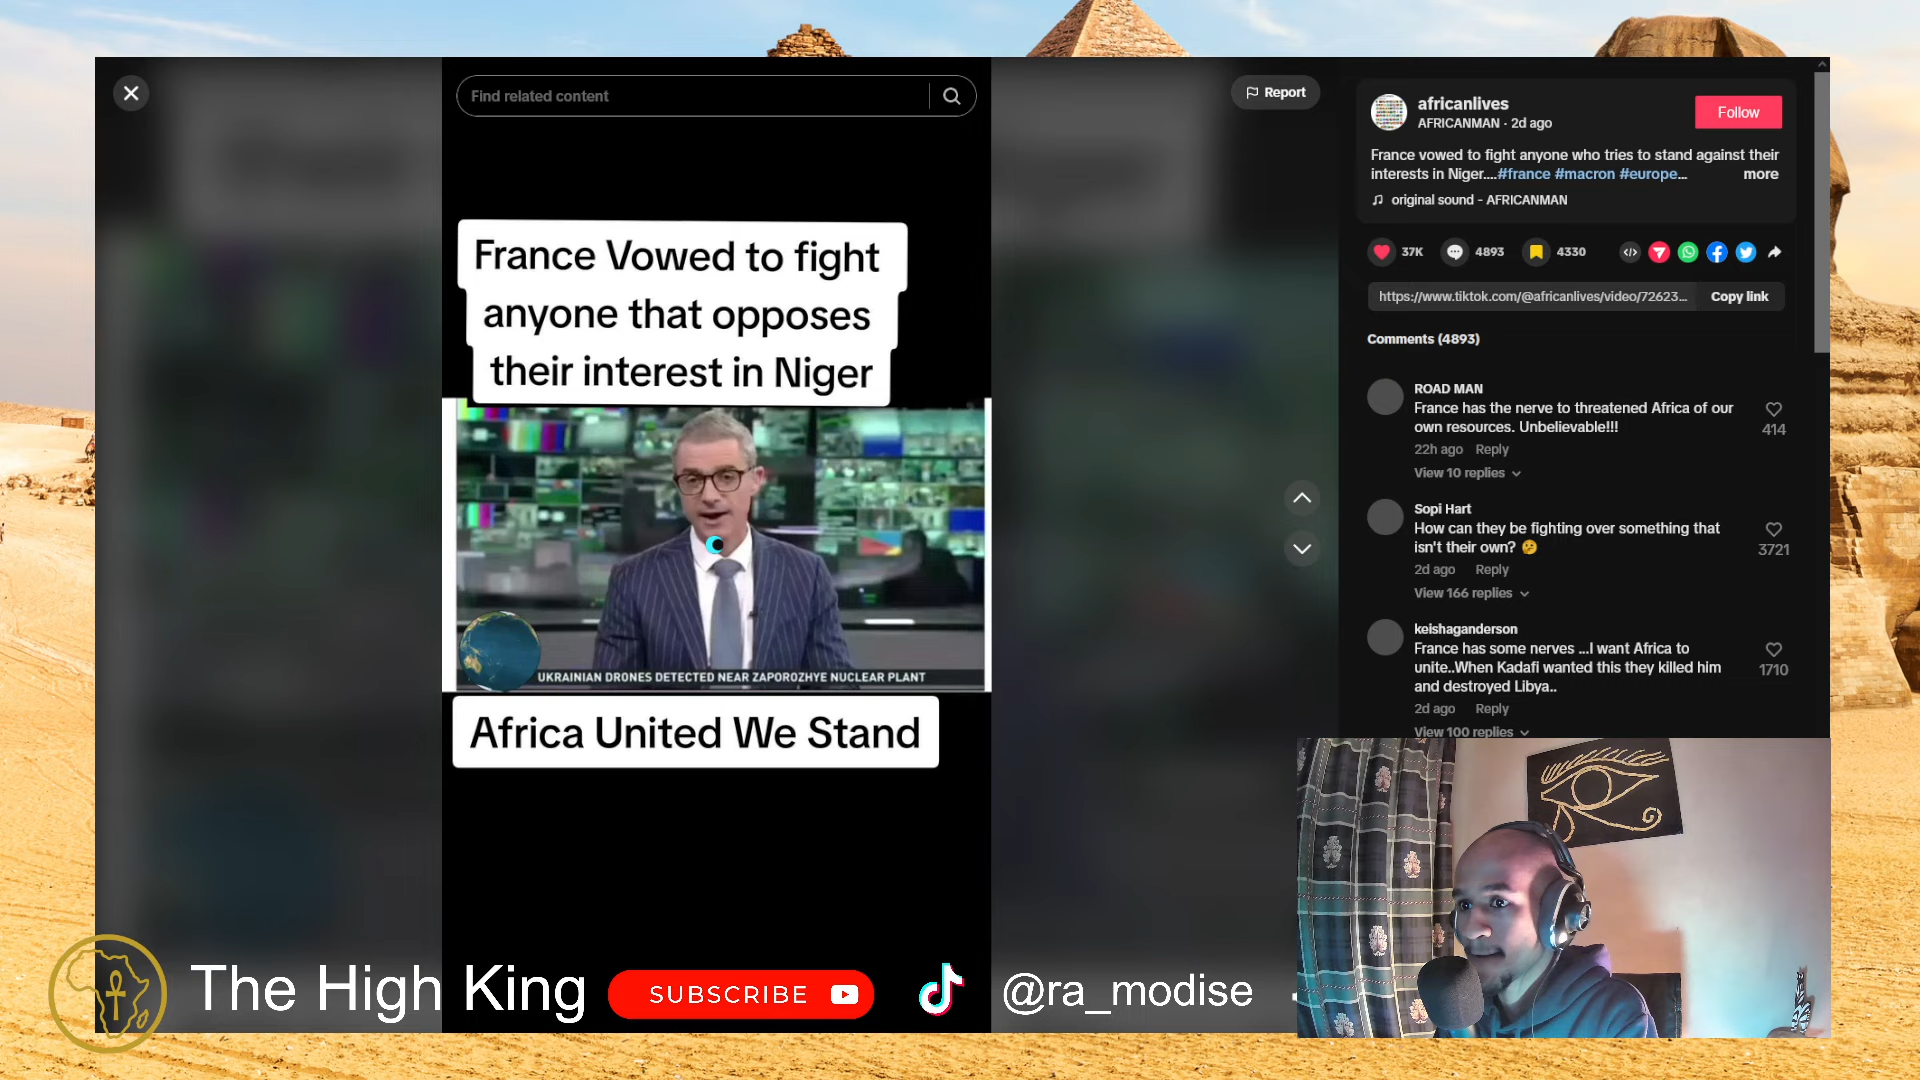 Find related content
Report
France Vowed to fight
anyone that opposes
their interest in Niger
UKRAINIAN DRONES DETECTED NEAR ZAPOROZHYE NUCLEAR PLANT
Africa United We Stand
africanlives
AFRICANMAN · 2d ago
Follow
France vowed to fight anyone who tries to stand against their
interests in Niger....#france #macron #europe...
more
original sound - AFRICANMAN
37K
4893
4330
https://www.tiktok.com/@africanlives/video/72623...
Copy link
Comments (4893)
ROAD MAN
France has the nerve to threatened Africa of our
own resources. Unbelievable!!!
414
22h ago Reply
View 10 replies
Sopi Hart
How can they be fighting over something that
isn't their own? 🤔
3721
2d ago Reply
View 166 replies
keishaganderson
France has some nerves ...I want Africa to
unite..When Kadafi wanted this they killed him
and destroyed Libya..
1710
2d ago Reply
View 100 replies
The High King
SUBSCRIBE
@ra_modise